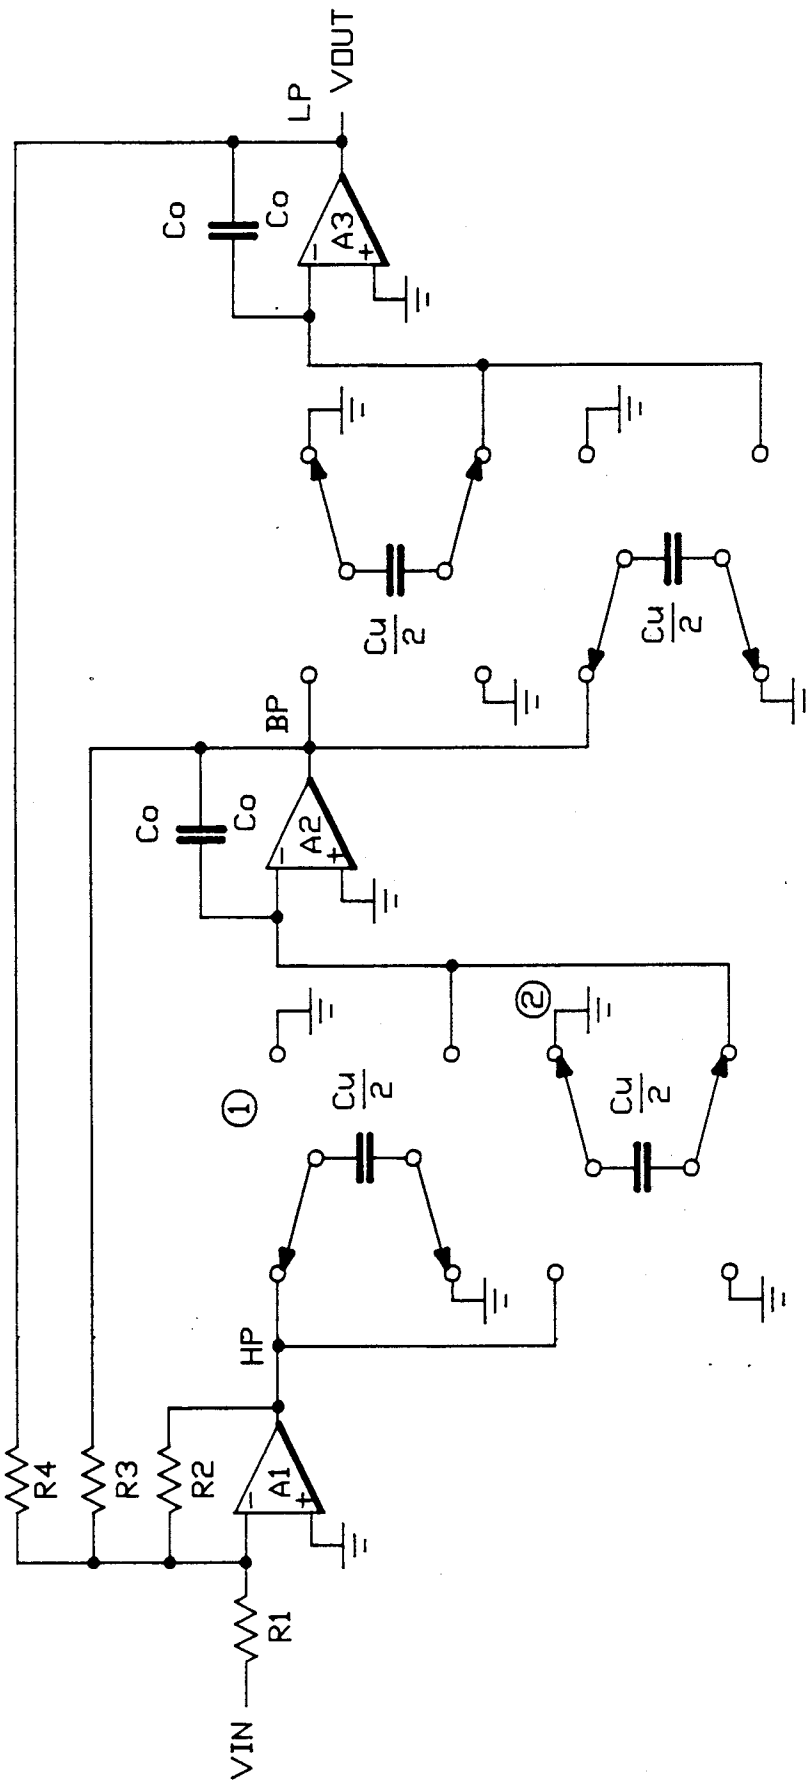 VIN
R1
R4
R3
R2
-
A1
+
HP
①
Cu
2
②
Cu
2
Co
Co
-
A2
+
BP
Cu
2
Cu
2
Co
Co
-
A3
+
LP
VOUT